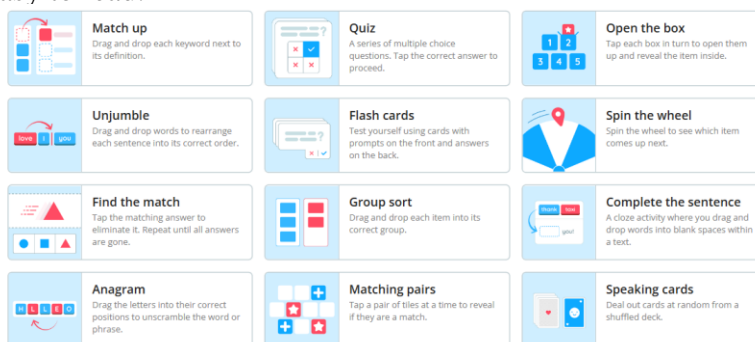 Match up
Drag and drop each keyword next to
its definition.
Quiz
A series of multiple choice
questions. Tap the correct answer to
proceed.
Open the box
Tap each box in turn to open them
up and reveal the item inside.
1 2
3 4 5
Unjumble
Drag and drop words to rearrange
each sentence into its correct order.
love I you
Flash cards
Test yourself using cards with
prompts on the front and answers
on the back.
Spin the wheel
Spin the wheel to see which item
comes up next.
Find the match
Tap the matching answer to
eliminate it. Repeat until all answers
are gone.
Group sort
Drag and drop each item into its
correct group.
Complete the sentence
A cloze activity where you drag and
drop words into blank spaces within
a text.
you!
Anagram
Drag the letters into their correct
positions to unscramble the word or
phrase.
H L L E O
Matching pairs
Tap a pair of tiles at a time to reveal
if they are a match.
Speaking cards
Deal out cards at random from a
shuffled deck.